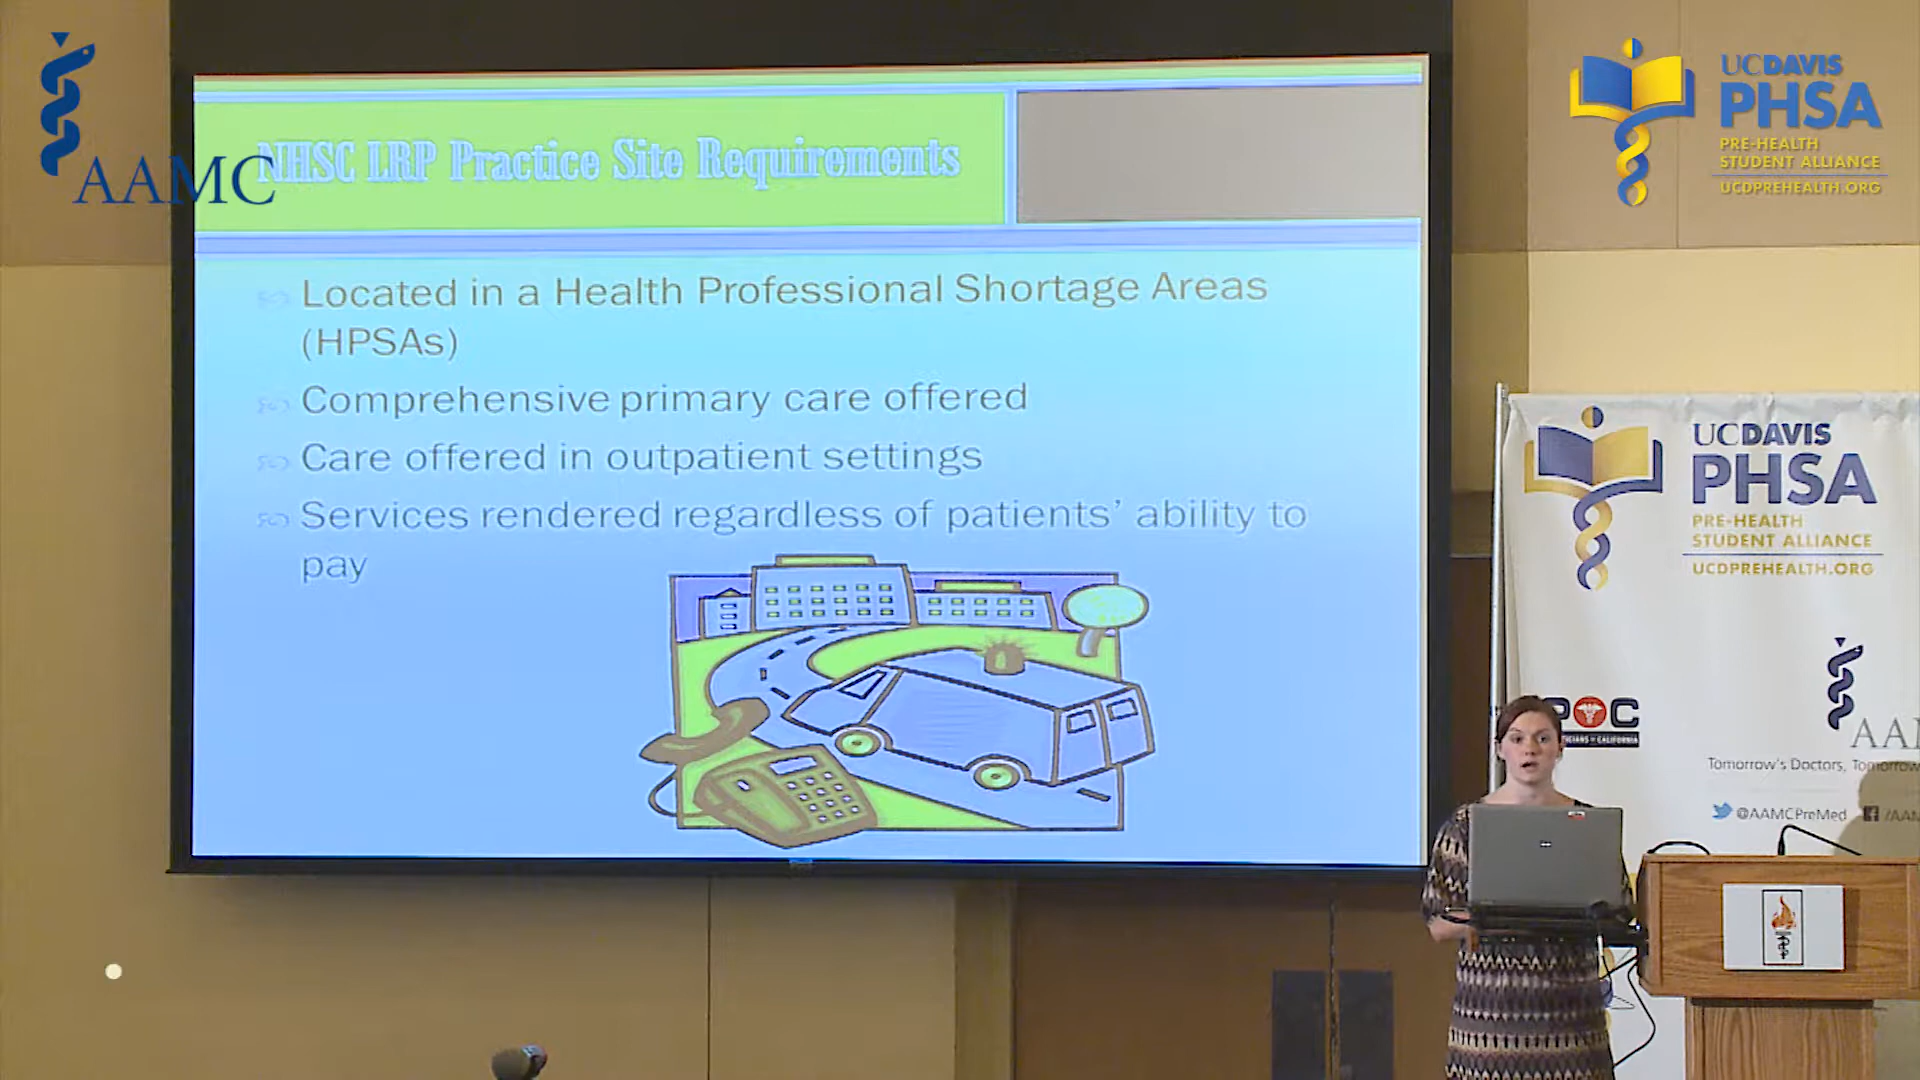 AAMC
NHSC LRP Practice Site Requirements
Located in a Health Professional Shortage Areas
(HPSAs)
Comprehensive primary care offered
Care offered in outpatient settings
Services rendered regardless of patients' ability to
pay
UCDAVIS
PHSA
PRE-HEALTH
STUDENT ALLIANCE
UCDPREHEALTH.ORG
UCDAVIS
PHSA
PRE-HEALTH
STUDENT ALLIANCE
UCDPREHEALTH.ORG
CALIFORNIA
Tomorrow's Doctors, Tomorrow
@AAMCPreMed